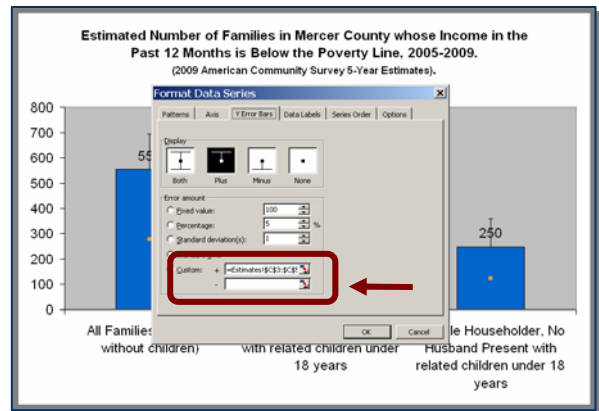 Estimated Number of Families in Mercer County whose Income in the
Past 12 Months is Below the Poverty Line, 2005-2009.
(2009 American Community Survey 5-Year Estimates).
Format Data Series
Patterns Axis Y Error Bars Data Labels Series Order Options
Display
Both Plus Minus None
Error amount
Fixed value: 100
Percentage: 5 %
Standard deviation(s): 1
Custom: + =Estimates!$C$3:$C$5
-
OK Cancel
800
700
600
500
400
300
200
100
0
55
250
All Families
without children)
with related children under
18 years
le Householder, No
Husband Present with
related children under 18
years